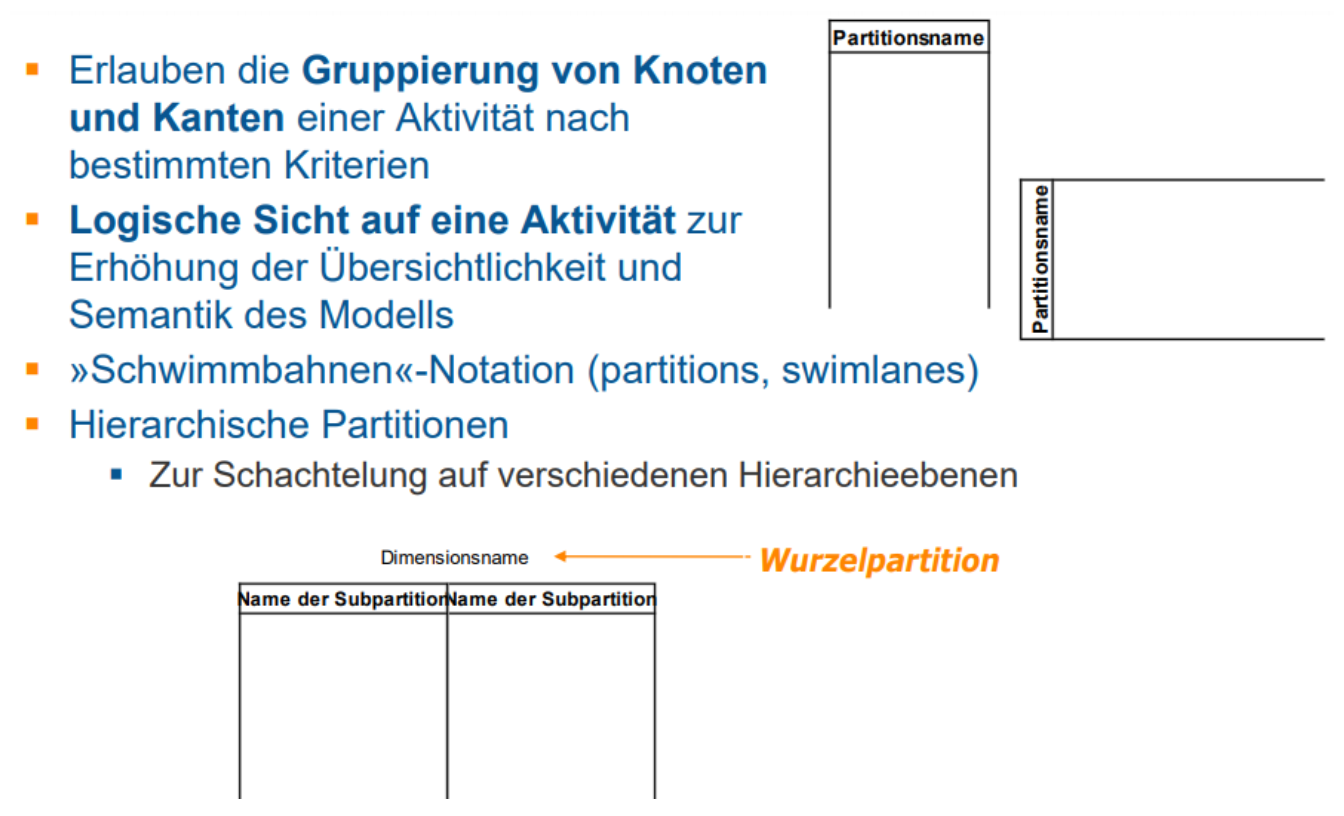 Partitionsname
Erlauben die Gruppierung von Knoten
und Kanten einer Aktivität nach
bestimmten Kriterien
Partitionsname
Logische Sicht auf eine Aktivität zur
Erhöhung der Übersichtlichkeit und
Semantik des Modells
»Schwimmbahnen«-Notation (partitions, swimlanes)
Hierarchische Partitionen
Zur Schachtelung auf verschiedenen Hierarchieebenen
Dimensionsname Wurzelpartition
Name der Subpartition Name der Subpartition